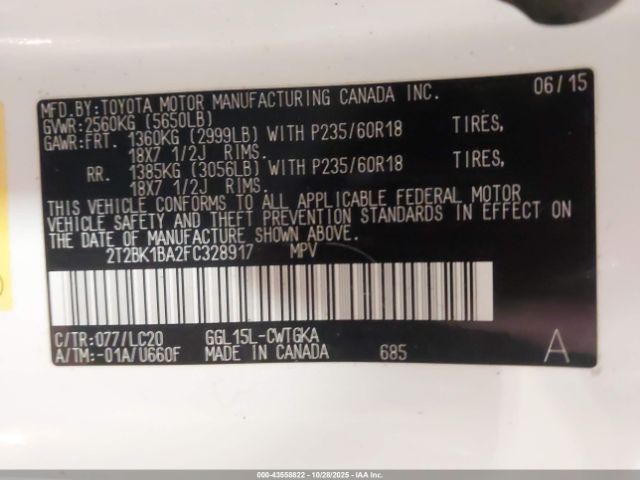 MFD.BY:TOYOTA MOTOR MANUFACTURING CANADA INC. 06/15
GVWR:2560KG (5650LB)
GAWR:FRT. 1360KG (2999LB) WITH P235/60R18 TIRES,
18X7 1/2J RIMS.
RR. 1385KG (3056LB) WITH P235/60R18 TIRES,
18X7 1/2J RIMS.
THIS VEHICLE CONFORMS TO ALL APPLICABLE FEDERAL MOTOR
VEHICLE SAFETY AND THEFT PREVENTION STANDARDS IN EFFECT ON
THE DATE OF MANUFACTURE SHOWN ABOVE.
2T2BK1BA2FC328917 MPV
C/TR:077/LC20 GGL15L-CWTGKA
A/TM:-01A/U660F MADE IN CANADA 685 A
000-43558822 | 10/28/2025 | IAA